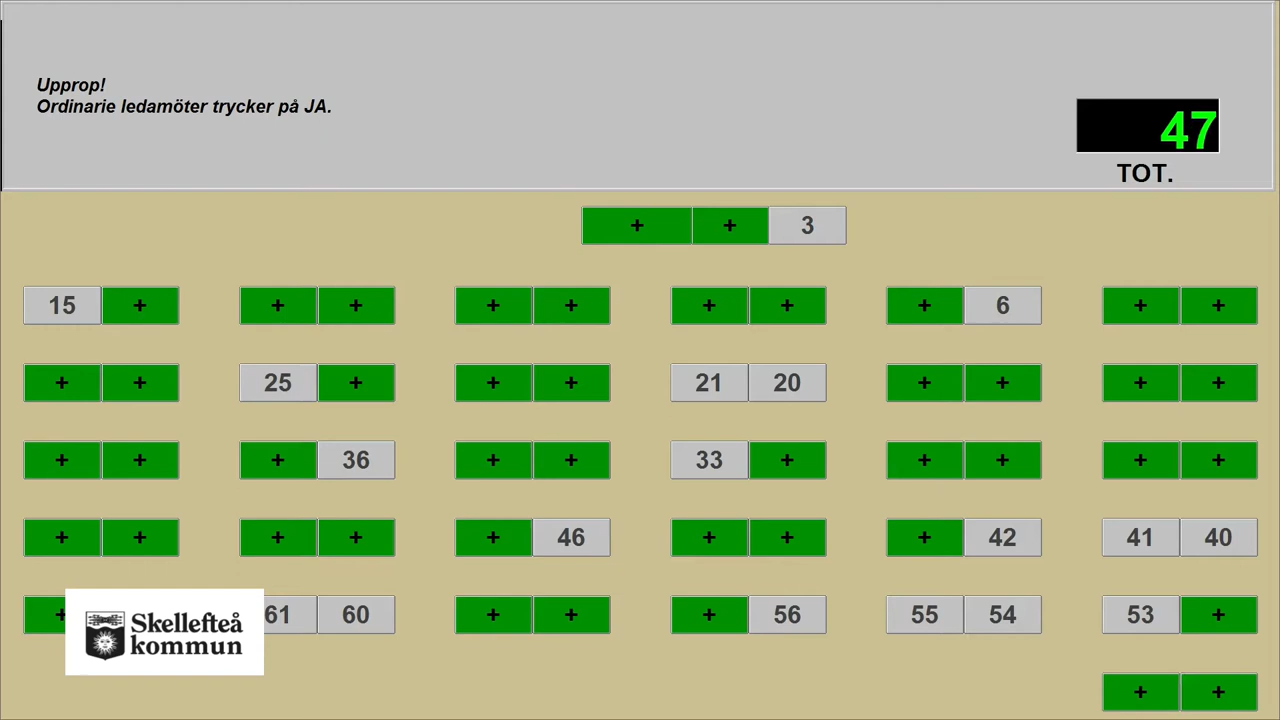 Upprop!
Ordinarie ledamöter trycker på JA.
47
TOT.
+ + 3
15 + + + + + + + + 6 + +
+ + 25 + + + 21 20 + + + +
+ + + 36 + + 33 + + + + +
+ + + + + 46 + + + 42 41 40
+ 61 60 + + + 56 55 54 53 +
Skellefteå
kommun
+ +